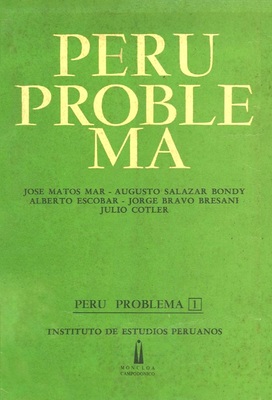 PERU
PROBLE
MA
JOSE MATOS MAR - AUGUSTO SALAZAR BONDY
ALBERTO ESCOBAR - JORGE BRAVO BRESANI
JULIO COTLER
PERU PROBLEMA 1
INSTITUTO DE ESTUDIOS PERUANOS
MONCLOA
CAMPODONICO